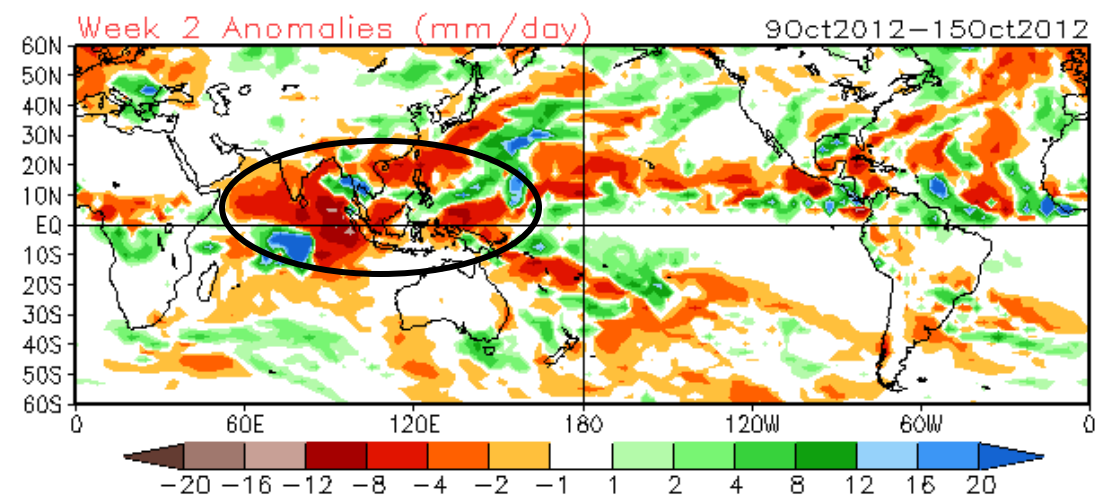 Week 2 Anomalies (mm/day) 9Oct2012-15Oct2012
60N
50N
40N
30N
20N
10N
EQ
10S
20S
30S
40S
50S
60S
0 60E 120E 180 120W 60W 0
-20 -16 -12 -8 -4 -2 -1 1 2 4 8 12 16 20